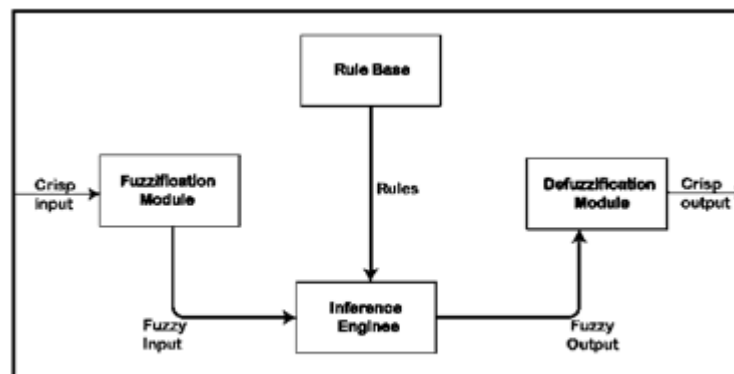 Rule Base
Crisp
input
Fuzzification
Module
Rules
Defuzzification
Module
Crisp
output
Fuzzy
Input
Inference
Enginee
Fuzzy
Output